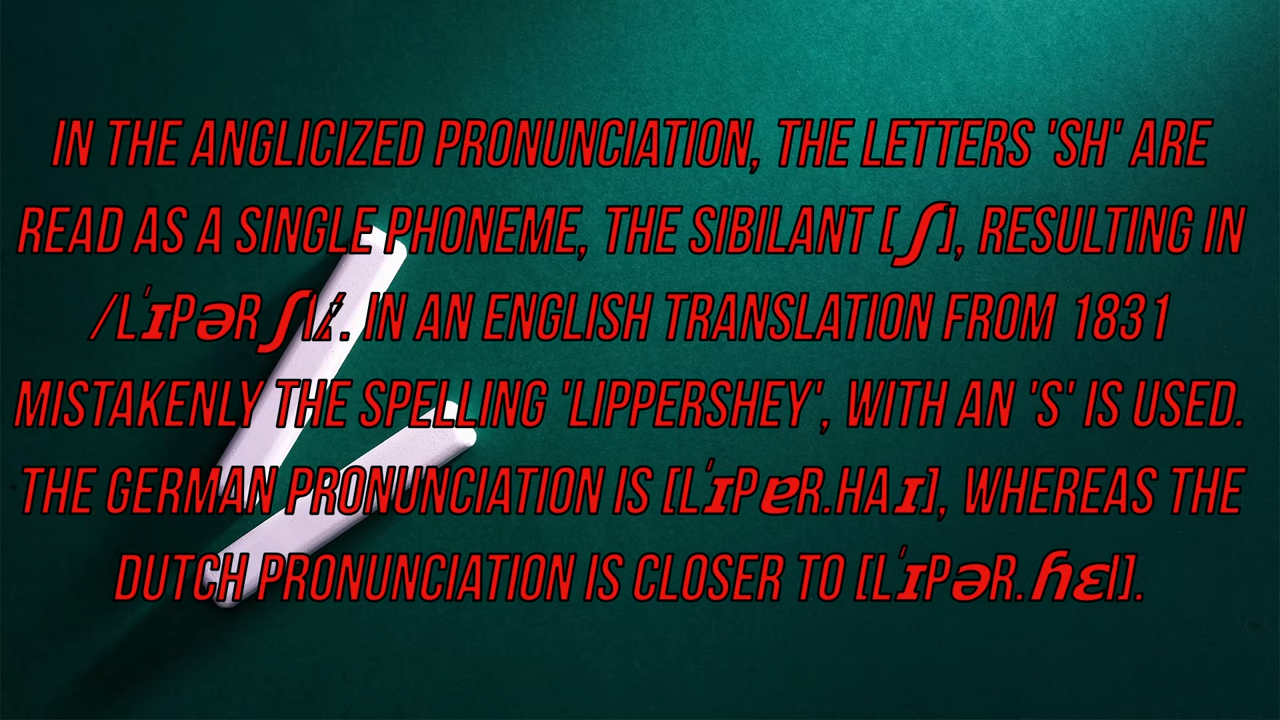 IN THE ANGLICIZED PRONUNCIATION, THE LETTERS 'SH' ARE
READ AS A SINGLE PHONEME, THE SIBILANT [ʃ], RESULTING IN
/LˈɪPƏRʃI/. IN AN ENGLISH TRANSLATION FROM 1831
MISTAKENLY THE SPELLING 'LIPPERSHEY', WITH AN 'S' IS USED.
THE GERMAN PRONUNCIATION IS [LˈɪPɐR.HAɪ], WHEREAS THE
DUTCH PRONUNCIATION IS CLOSER TO [LˈɪPəR.ɦɛI].